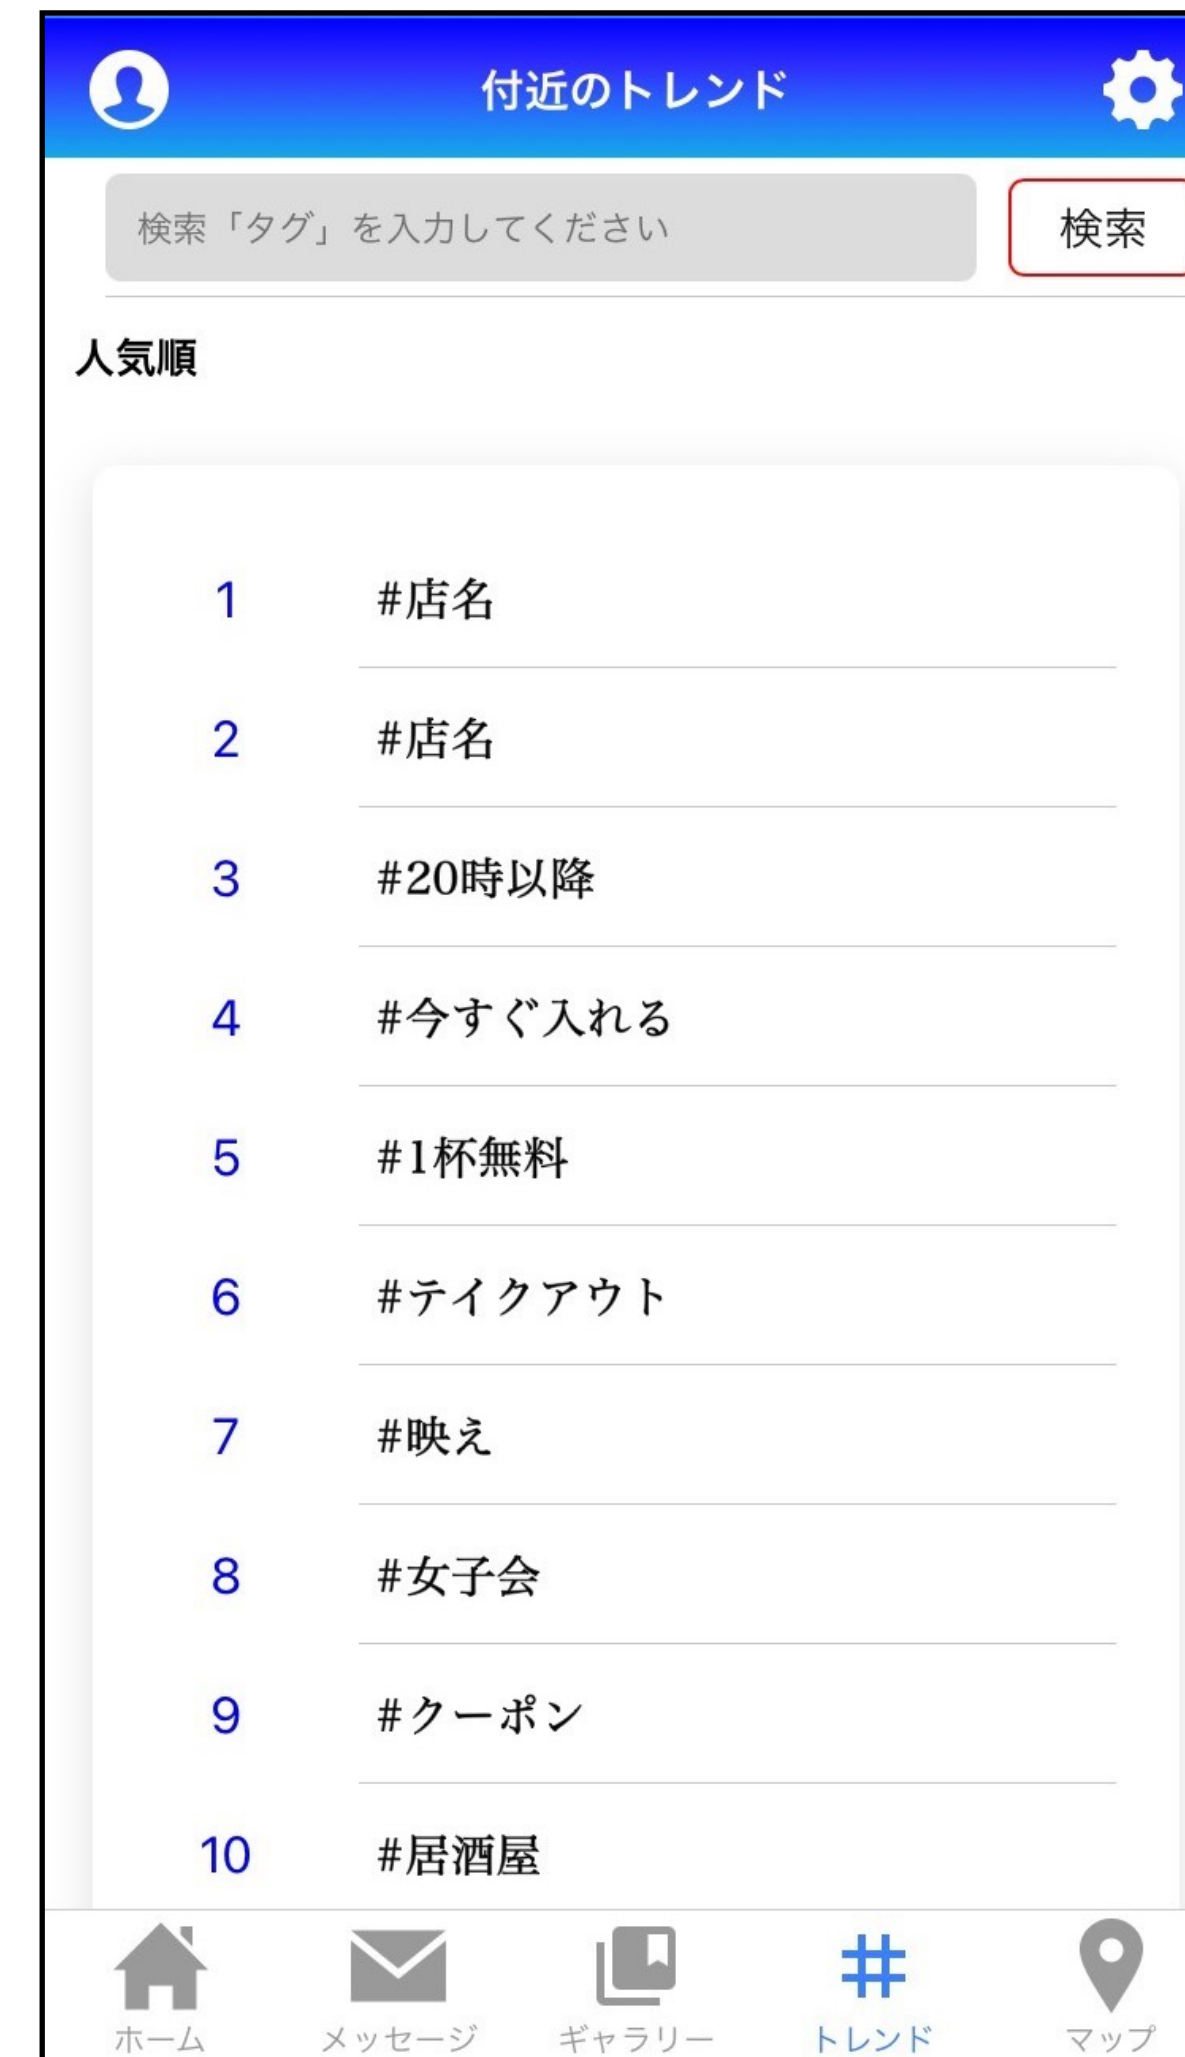 付近のトレンド
検索「タグ」を入力してください
検索
人気順
1 #店名
2 #店名
3 #20時以降
4 #今すぐ入れる
5 #1杯無料
6 #テイクアウト
7 #映え
8 #女子会
9 #クーポン
10 #居酒屋
ホーム メッセージ ギャラリー トレンド マップ